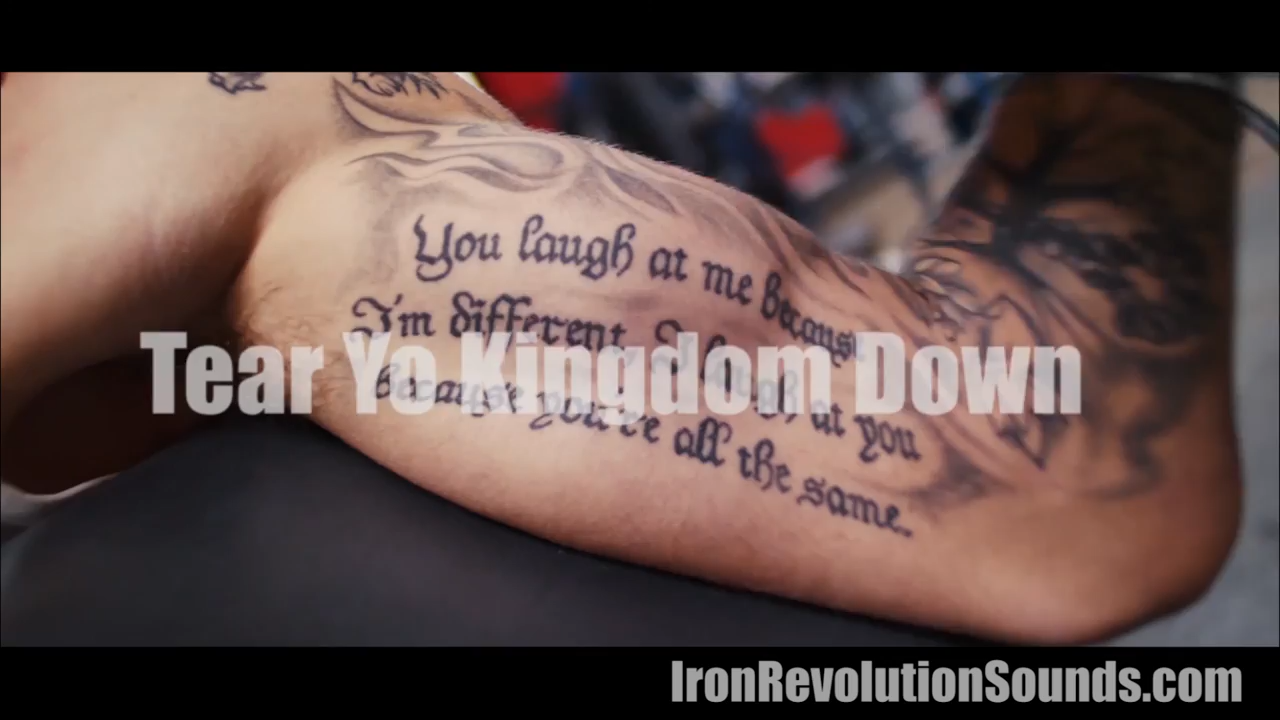 You laugh at me because
I'm different, I laugh at you
because you're all the same.
Tear Yo Kingdom Down
IronRevolutionSounds.com